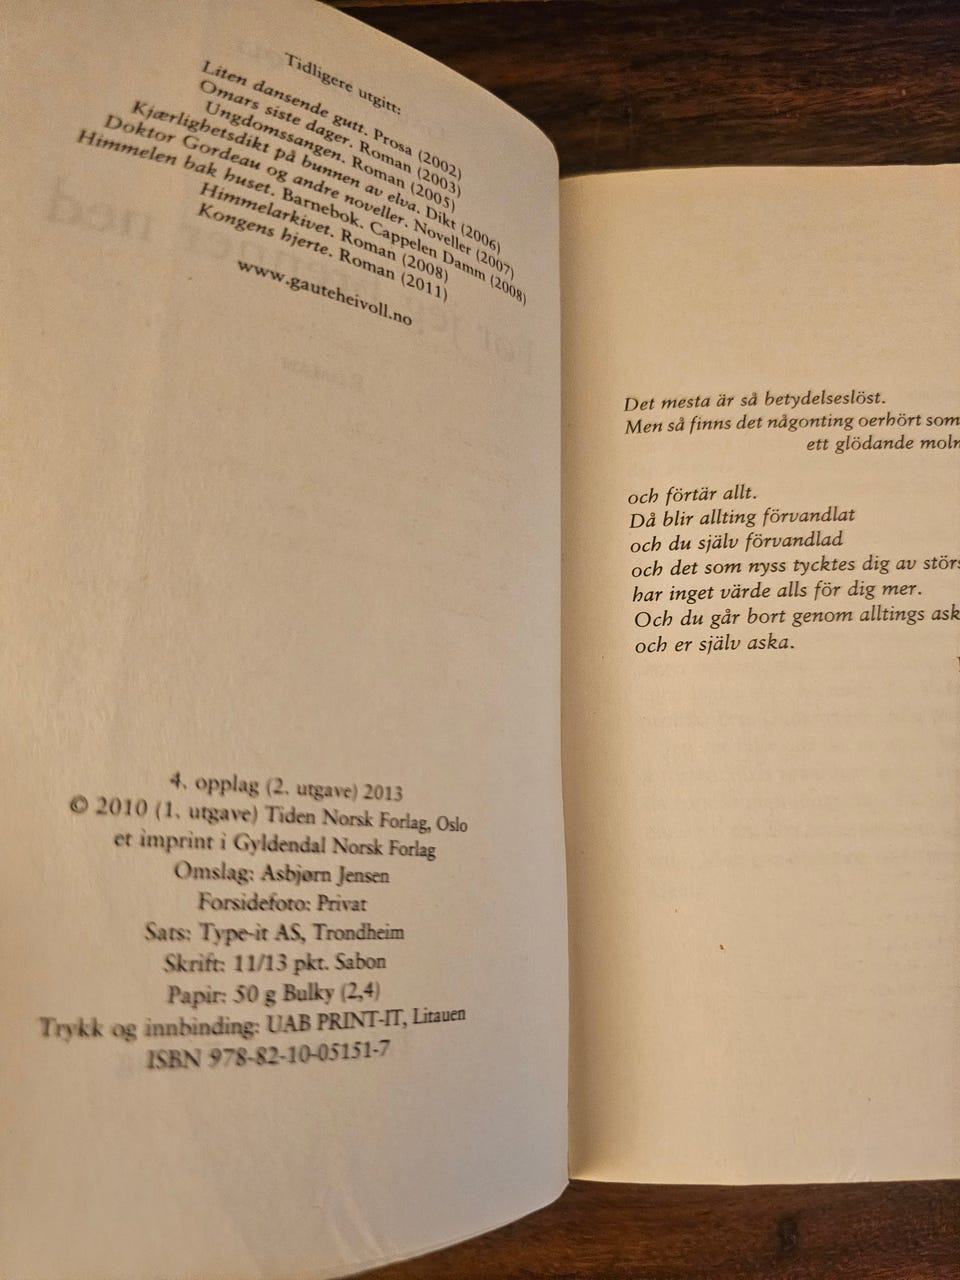 Tidligere utgitt:
Liten dansende gutt. Prosa (2002)
Omars siste dager. Roman (2003)
Ungdomssangen. Roman (2005)
Kjærlighetsdikt på bunnen av elva. Dikt (2006)
Doktor Gordeau og andre noveller. Noveller (2007)
Himmelen bak huset. Barnebok. Cappelen Damm (2008)
Himmelarkivet. Roman (2008)
Kongens hjerte. Roman (2011)
www.gauteheivoll.no
4. opplag (2. utgave) 2013
© 2010 (1. utgave) Tiden Norsk Forlag, Oslo
et imprint i Gyldendal Norsk Forlag
Omslag: Asbjørn Jensen
Forsidefoto: Privat
Sats: Type-it AS, Trondheim
Skrift: 11/13 pkt. Sabon
Papir: 50 g Bulky (2,4)
Trykk og innbinding: UAB PRINT-IT, Litauen
ISBN 978-82-10-05151-7
Det mesta är så betydelseslöst.
Men så finns det någonting oerhört som
ett glödande moln
och förtär allt.
Då blir allting förvandlat
och du själv förvandlad
och det som nyss tycktes dig av störs
har inget värde alls för dig mer.
Och du går bort genom alltings ask
och er själv aska.